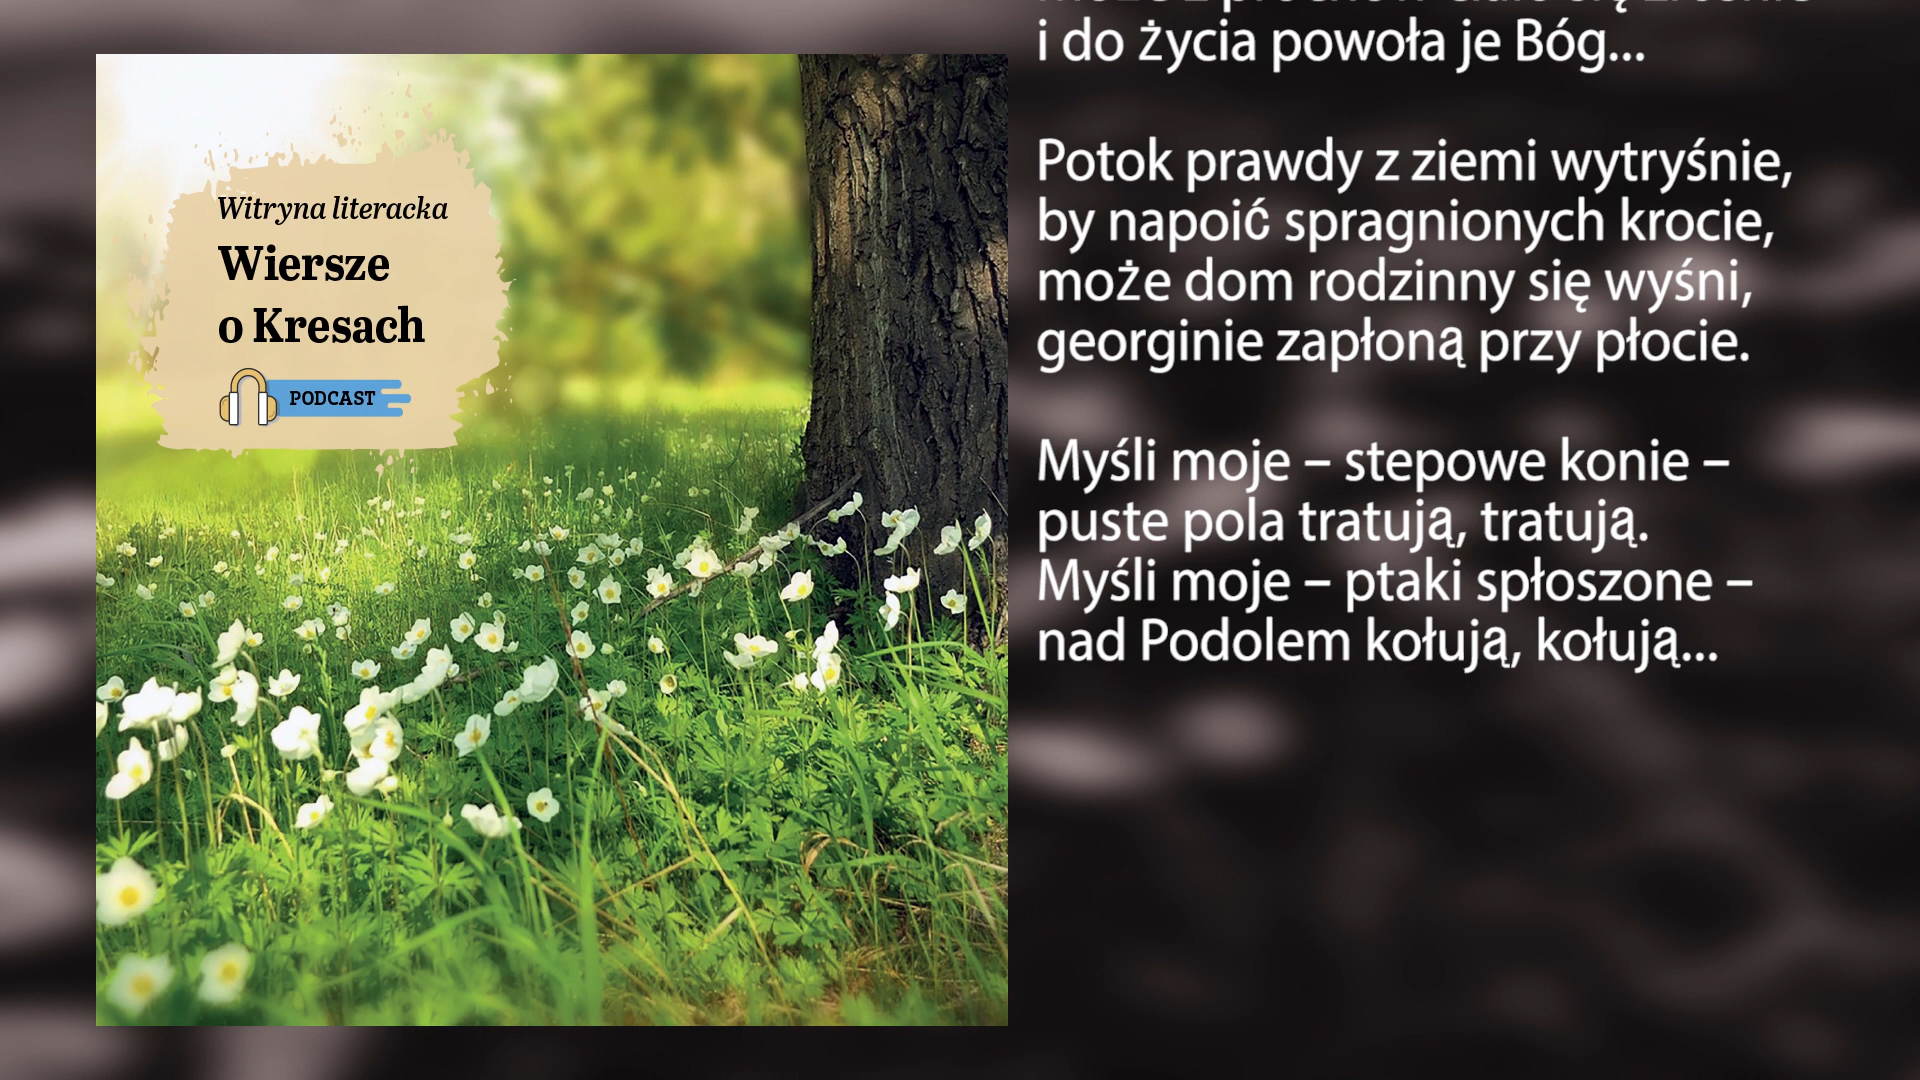 Witryna literacka
Wiersze
o Kresach
PODCAST
i do życia powoła je Bóg...
Potok prawdy z ziemi wytryśnie,
by napoić spragnionych krocie,
może dom rodzinny się wyśni,
georginie zapłoną przy płocie.
Myśli moje – stepowe konie –
puste pola tratują, tratują.
Myśli moje – ptaki spłoszone –
nad Podolem kołują, kołują...